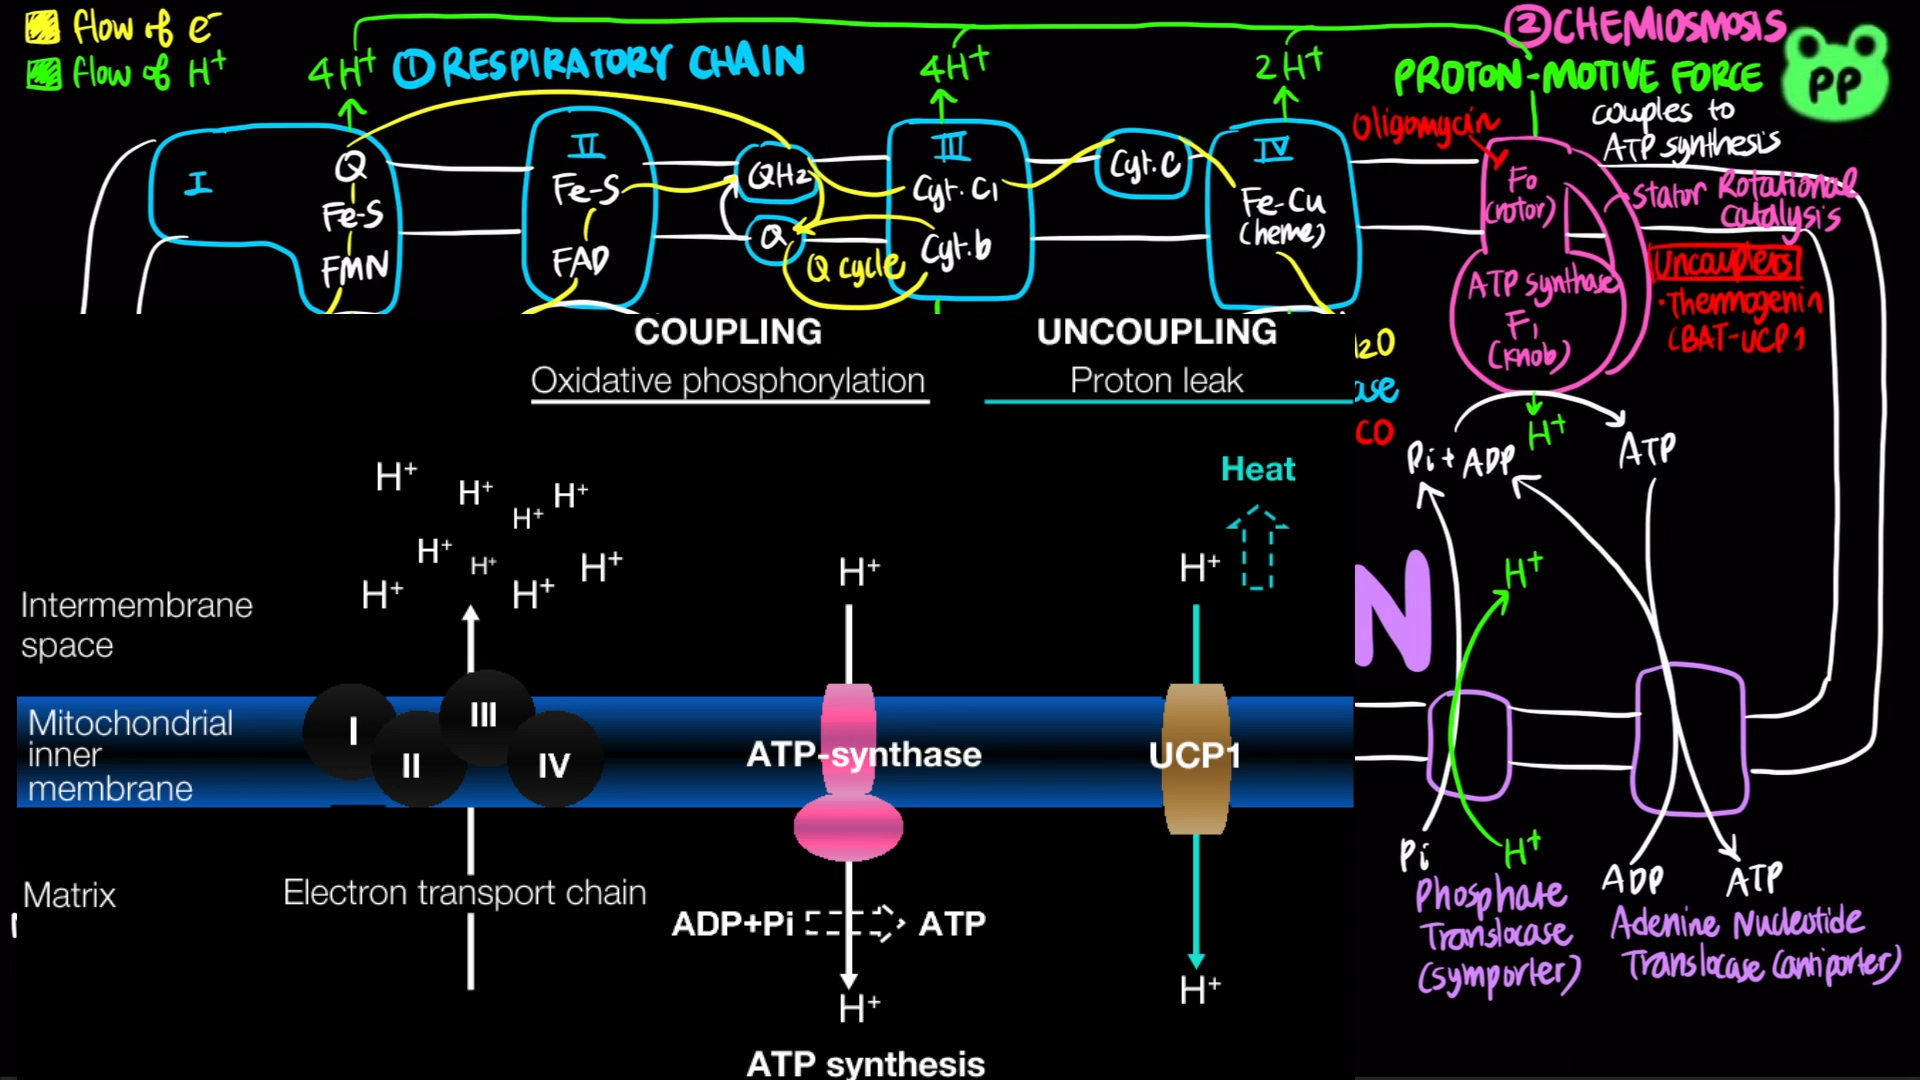 flow of e⁻
flow of H⁺
4H⁺
① RESPIRATORY CHAIN
4H⁺
2H⁺
② CHEMIOSMOSIS
PROTON-MOTIVE FORCE
PP
couples to
ATP synthesis
Oligomycin
I
Q
Fe-S
FMN
II
Fe-S
FAD
QH₂
Q
Q cycle
III
Cyt. C₁
Cyt. b
Cyt. C
IV
Fe-Cu
(heme)
F₀
(rotor)
stator
Rotational
catalysis
ATP synthase
F₁
(knob)
Uncouplers
·Thermogenin
(BAT-UCP1
COUPLING
Oxidative phosphorylation
UNCOUPLING
Proton leak
CO
H⁺
Pi + ADP
ATP
Heat
H⁺
H⁺
H⁺
H⁺
H⁺
H⁺
H⁺
H⁺
H⁺
H⁺
H⁺
Intermembrane
space
N
H⁺
Mitochondrial
inner
membrane
I
II
III
IV
ATP-synthase
UCP1
Matrix
Electron transport chain
ADP+Pi
ATP
H⁺
H⁺
ATP synthesis
Pi
H⁺
Phosphate
Translocase
(symporter)
ADP
ATP
Adenine Nucleotide
Translocase (antiporter)